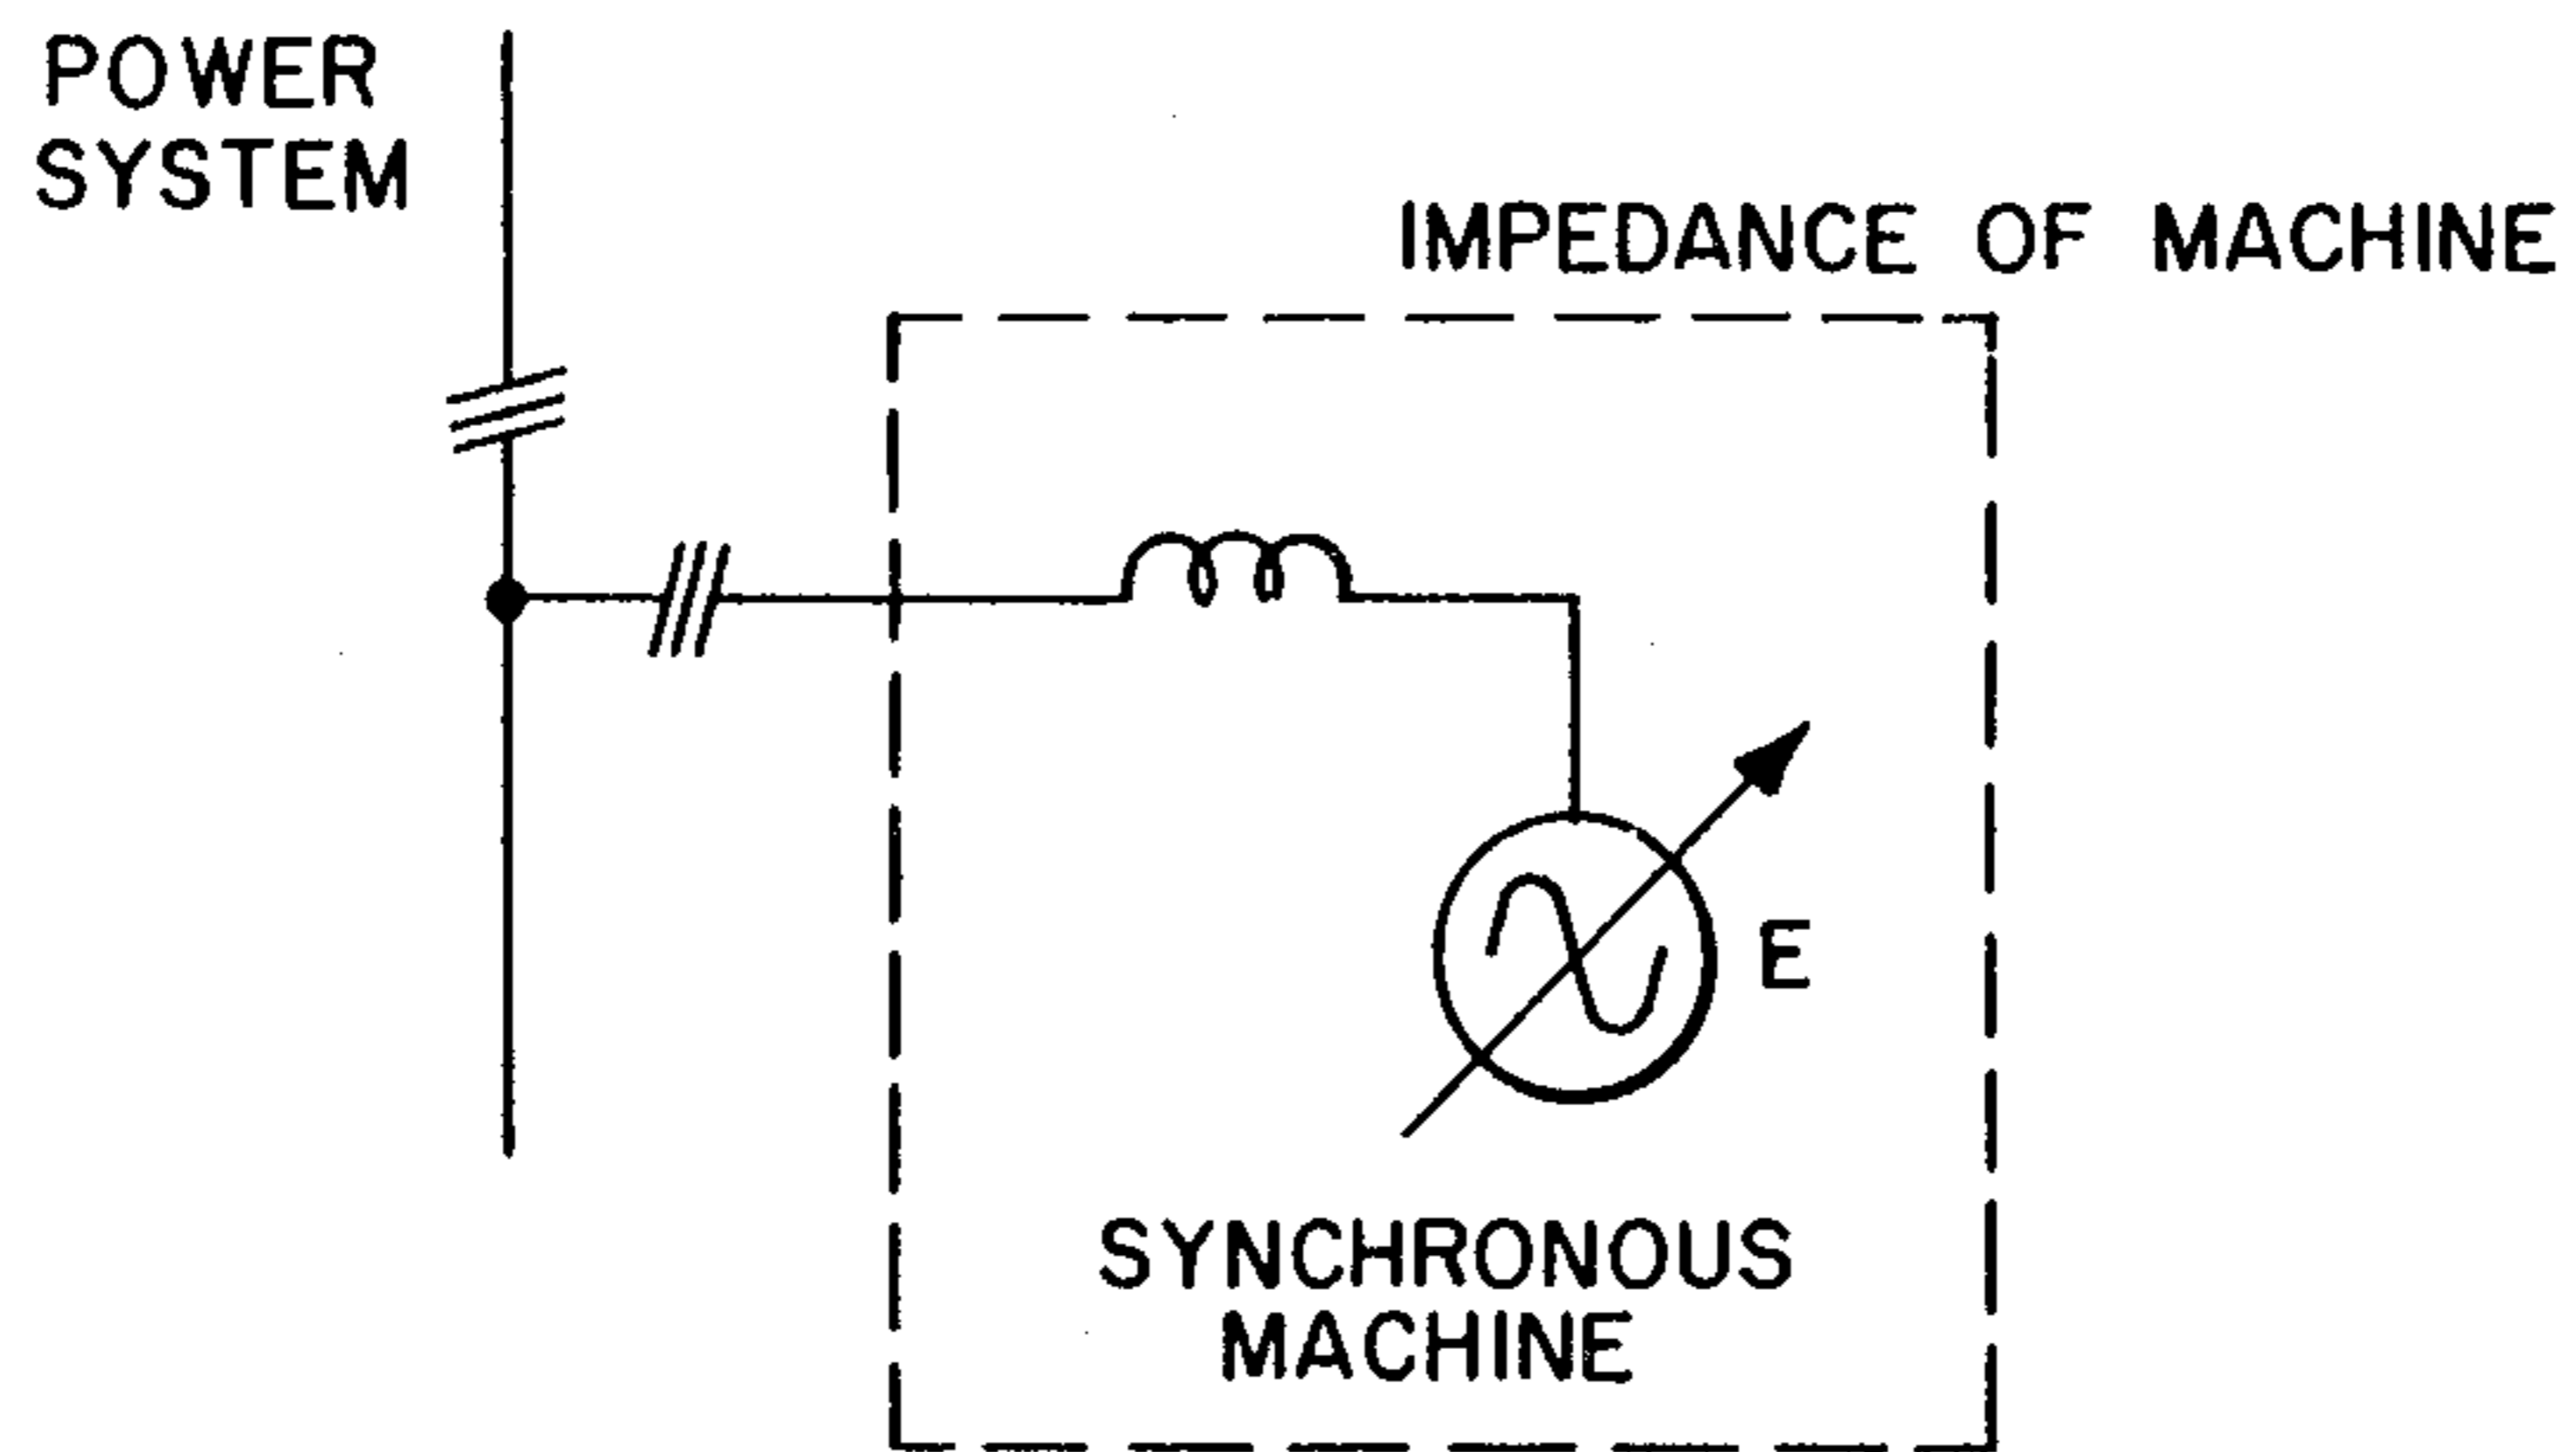 POWER
SYSTEM
IMPEDANCE OF MACHINE
E
SYNCHRONOUS
MACHINE